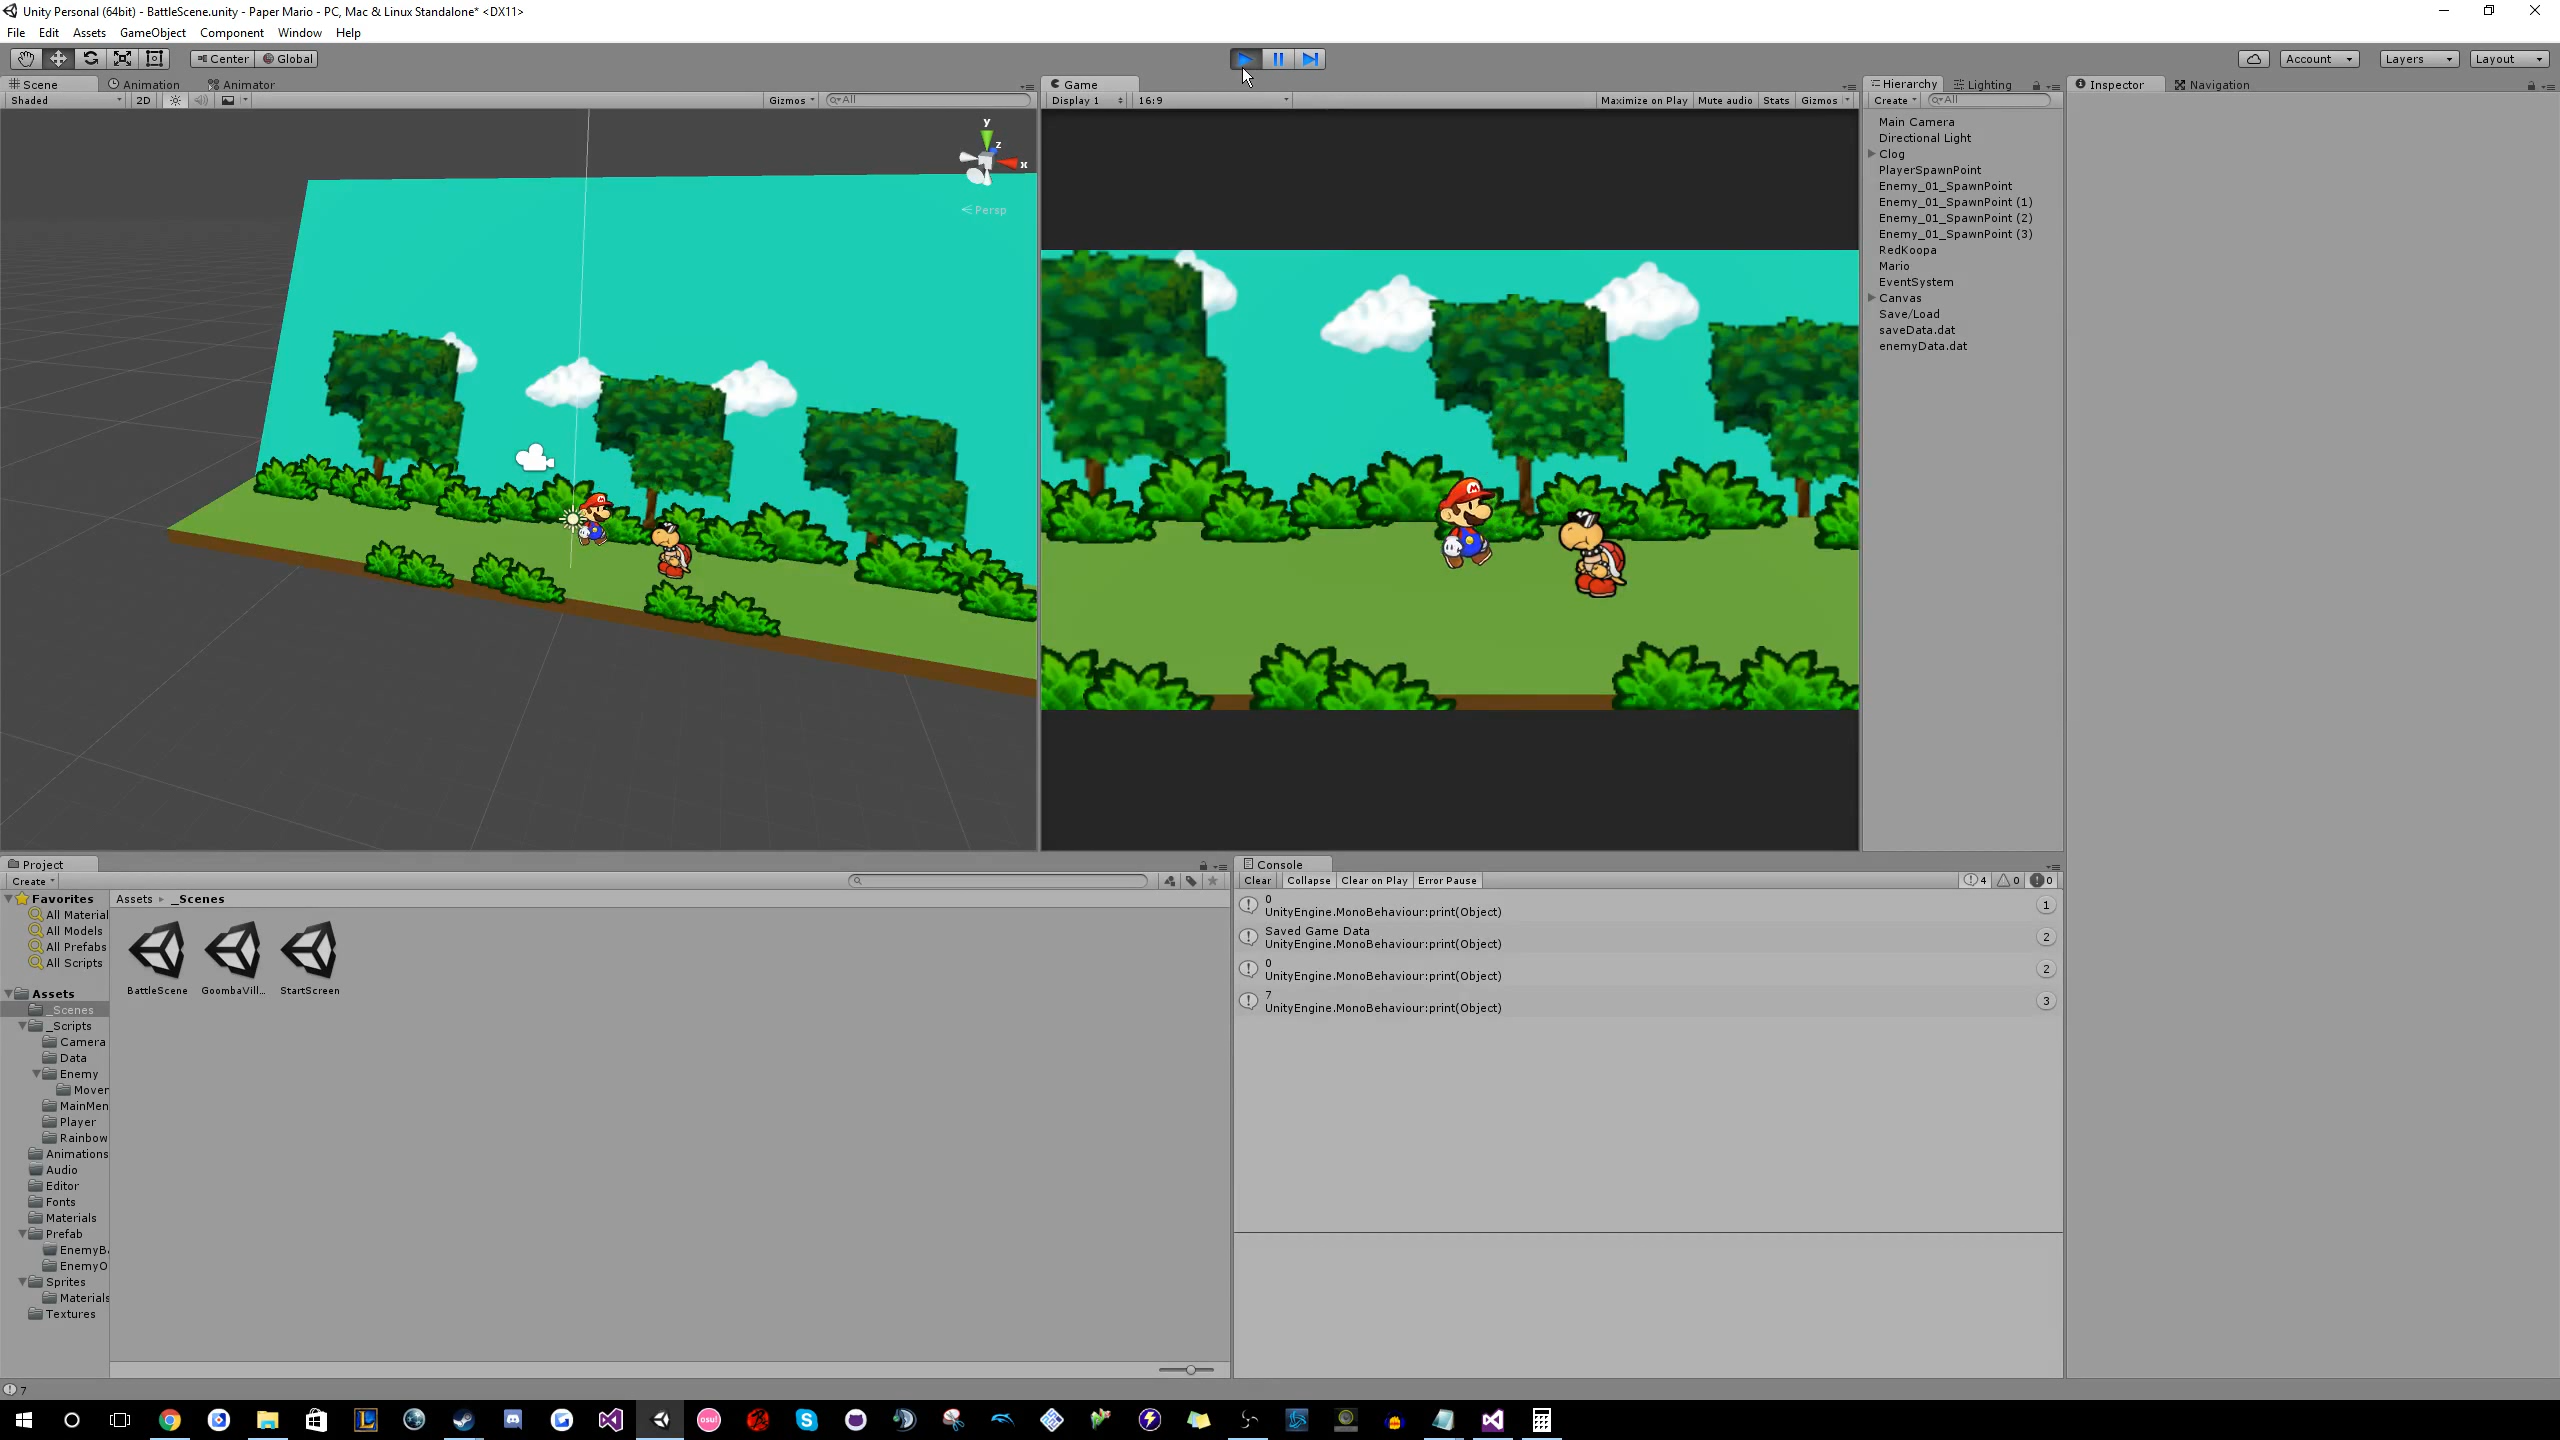 Unity Personal (64bit) - BattleScene.unity - Paper Mario - PC, Mac & Linux Standalone* <DX11>
File Edit Assets GameObject Component Window Help
Center Global Account Layers Layout
Scene Animation Animator Game Hierarchy Lighting Inspector Navigation
Shaded 2D Gizmos All Display 1 16:9 Maximize on Play Mute audio Stats Gizmos Create All
y
z
x
Persp
Main Camera
Directional Light
Clog
PlayerSpawnPoint
Enemy_01_SpawnPoint
Enemy_01_SpawnPoint (1)
Enemy_01_SpawnPoint (2)
Enemy_01_SpawnPoint (3)
RedKoopa
Mario
EventSystem
Canvas
Save/Load
saveData.dat
enemyData.dat
M
Project
Create
Favorites
All Material
All Models
All Prefabs
All Scripts
Assets
_Scenes
_Scripts
Camera
Data
Enemy
Mover
MainMen
Player
Rainbow
Animations
Audio
Editor
Fonts
Materials
Prefab
EnemyBa
EnemyO
Sprites
Materials
Textures
Assets _Scenes
BattleScene GoombaVill... StartScreen
Console
Clear Collapse Clear on Play Error Pause 4 0 0
0
UnityEngine.MonoBehaviour:print(Object) 1
Saved Game Data
UnityEngine.MonoBehaviour:print(Object) 2
0
UnityEngine.MonoBehaviour:print(Object) 2
7
UnityEngine.MonoBehaviour:print(Object) 3
7
osu!